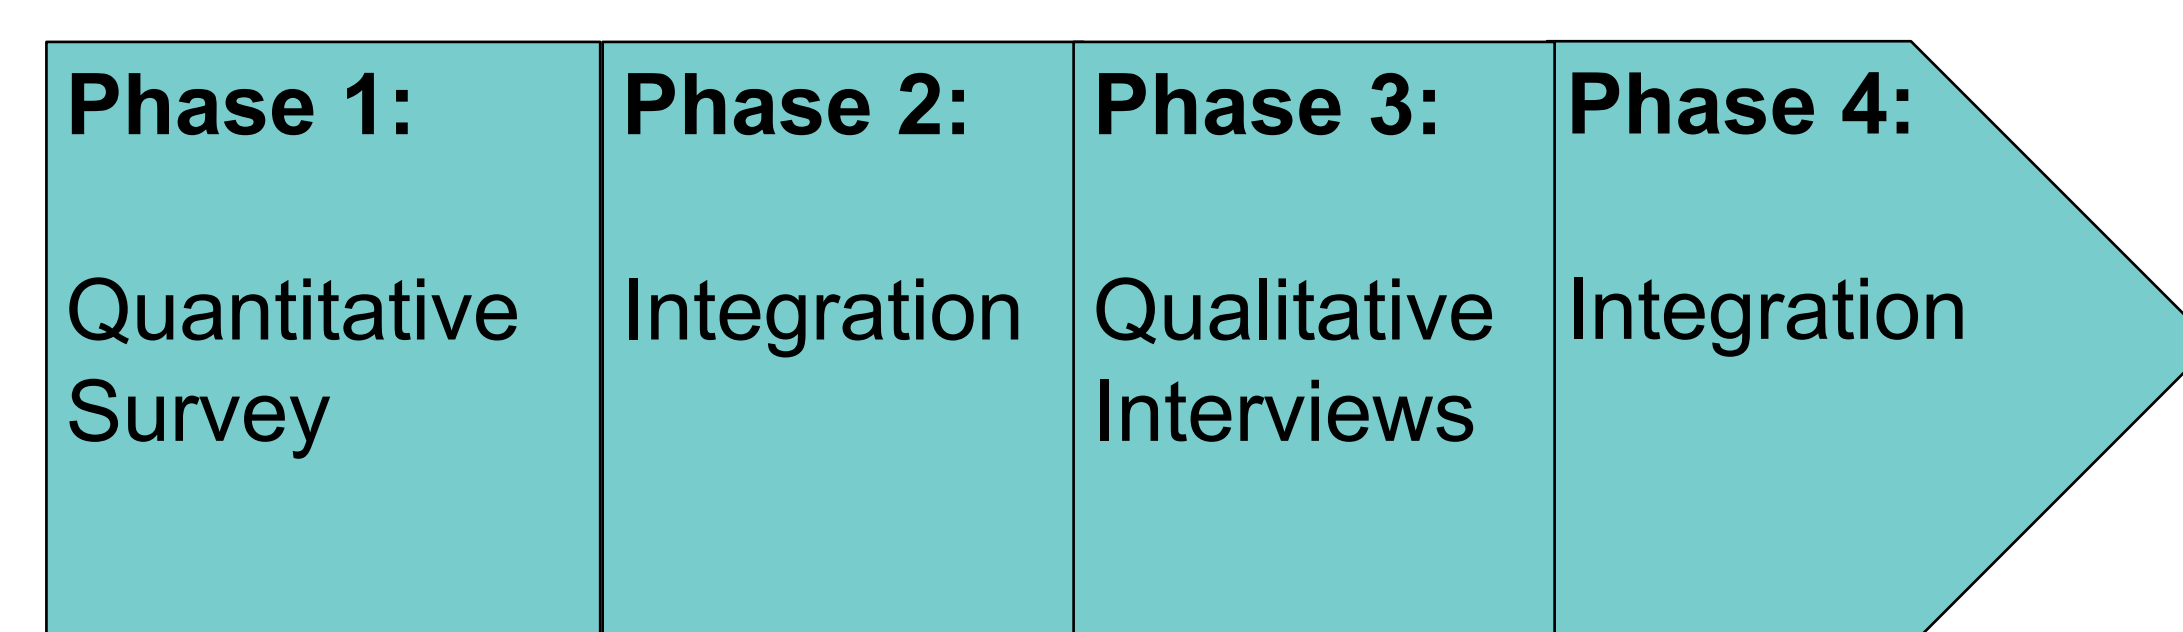 Phase 1:
Quantitative
Survey
Phase 2:
Integration
Phase 3:
Qualitative
Interviews
Phase 4:
Integration